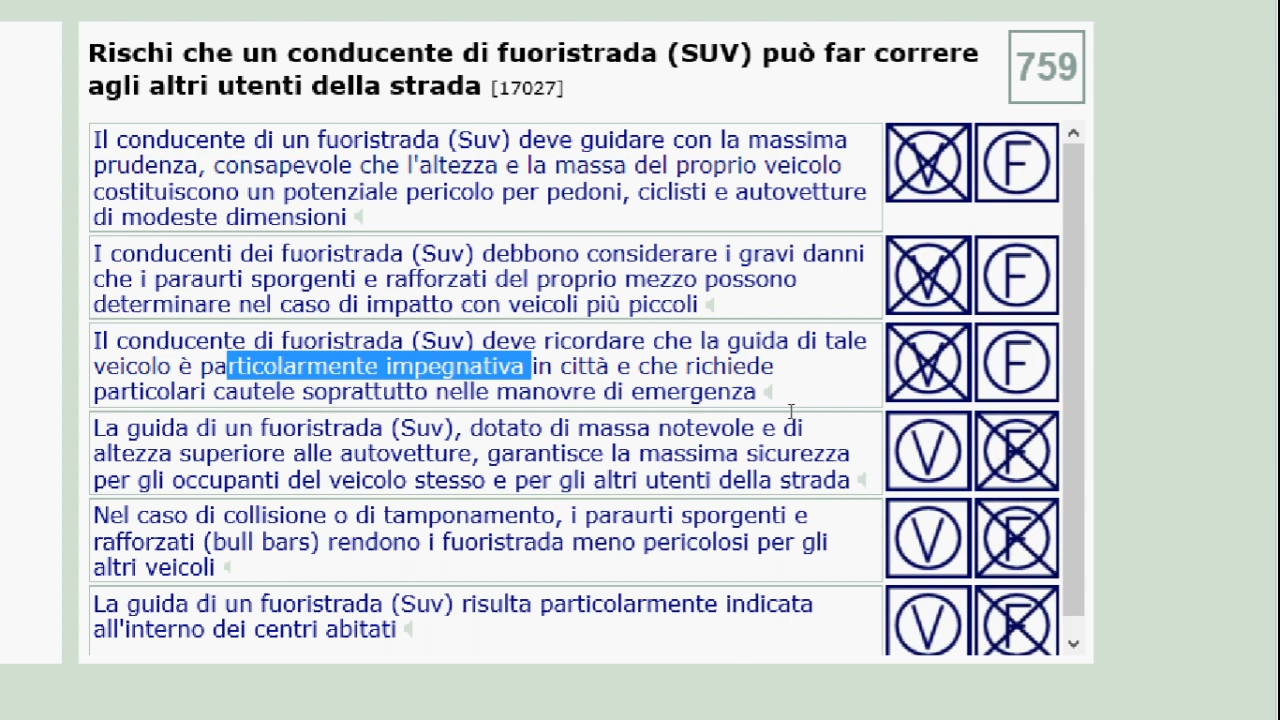 Rischi che un conducente di fuoristrada (SUV) può far correre
agli altri utenti della strada [17027]
759
Il conducente di un fuoristrada (Suv) deve guidare con la massima
prudenza, consapevole che l'altezza e la massa del proprio veicolo
costituiscono un potenziale pericolo per pedoni, ciclisti e autovetture
di modeste dimensioni
V F
I conducenti dei fuoristrada (Suv) debbono considerare i gravi danni
che i paraurti sporgenti e rafforzati del proprio mezzo possono
determinare nel caso di impatto con veicoli più piccoli
V F
Il conducente di fuoristrada (Suv) deve ricordare che la guida di tale
veicolo è particolarmente impegnativa in città e che richiede
particolari cautele soprattutto nelle manovre di emergenza
V F
La guida di un fuoristrada (Suv), dotato di massa notevole e di
altezza superiore alle autovetture, garantisce la massima sicurezza
per gli occupanti del veicolo stesso e per gli altri utenti della strada
V F
Nel caso di collisione o di tamponamento, i paraurti sporgenti e
rafforzati (bull bars) rendono i fuoristrada meno pericolosi per gli
altri veicoli
V F
La guida di un fuoristrada (Suv) risulta particolarmente indicata
all'interno dei centri abitati
V F